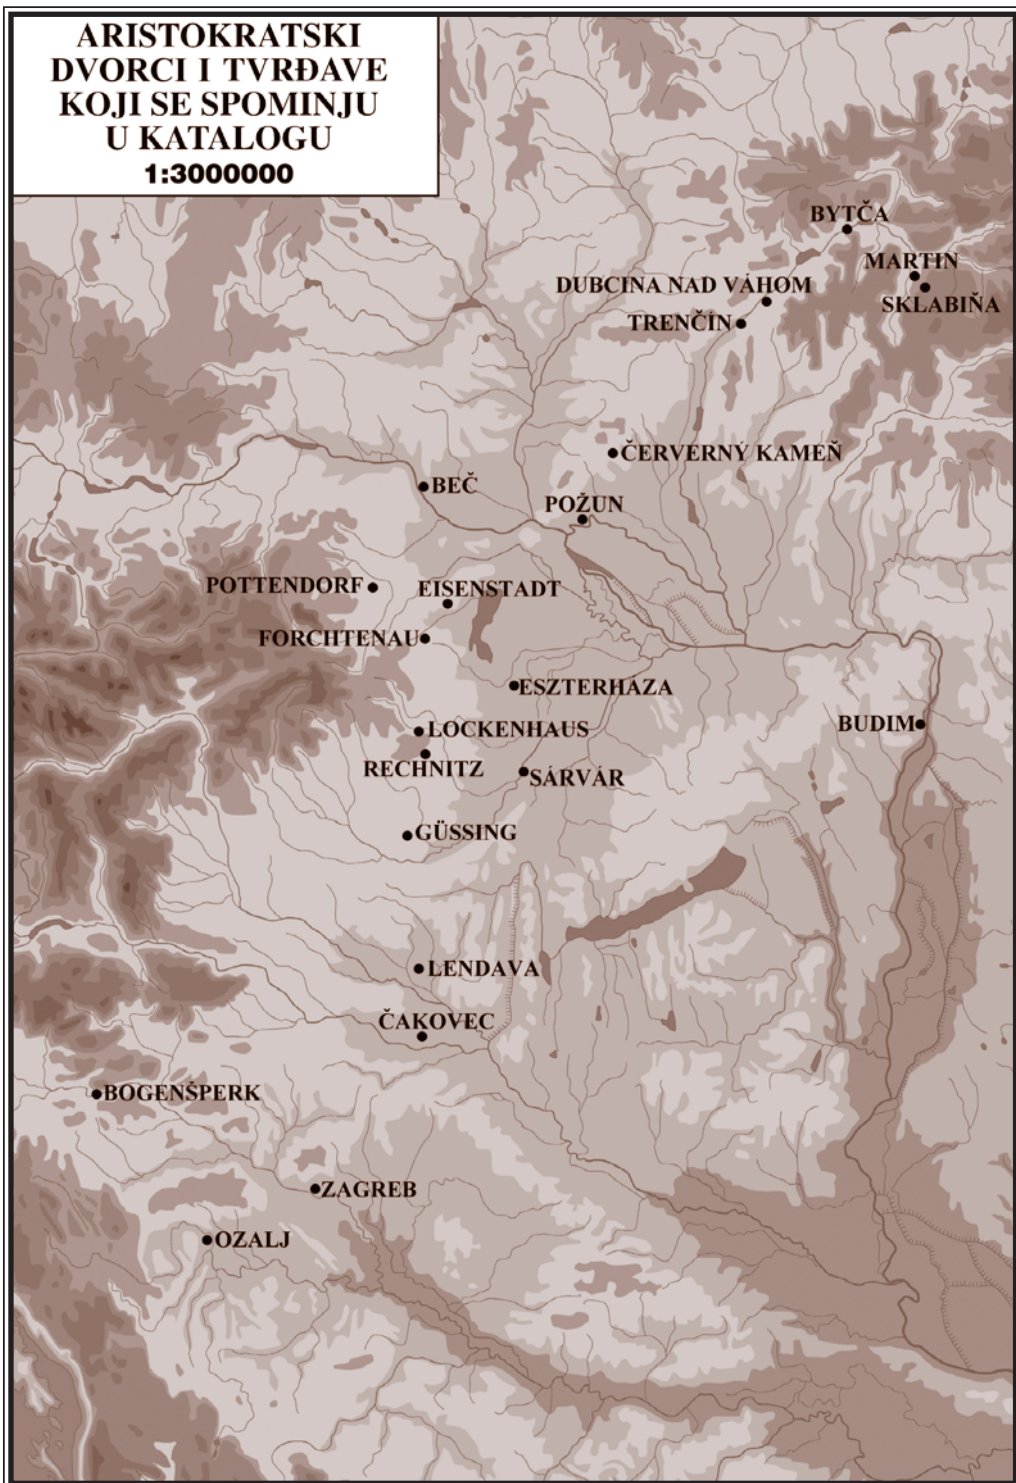 ARISTOKRATSKI
DVORCI I TVRĐAVE
KOJI SE SPOMINJU
U KATALOGU
1:3000000
BYTČA
MARTIN
DUBCINA NAD VÁHOM
SKLABIŇA
TRENČÍN
ČERVERNÝ KAMEŇ
BEČ
POŽUN
POTTENDORF
EISENSTADT
FORCHTENAU
ESZTERHÁZA
LOCKENHAUS
BUDIM
RECHNITZ
SÁRVÁR
GÜSSING
LENDAVA
ČAKOVEC
BOGENŠPERK
ZAGREB
OZALJ